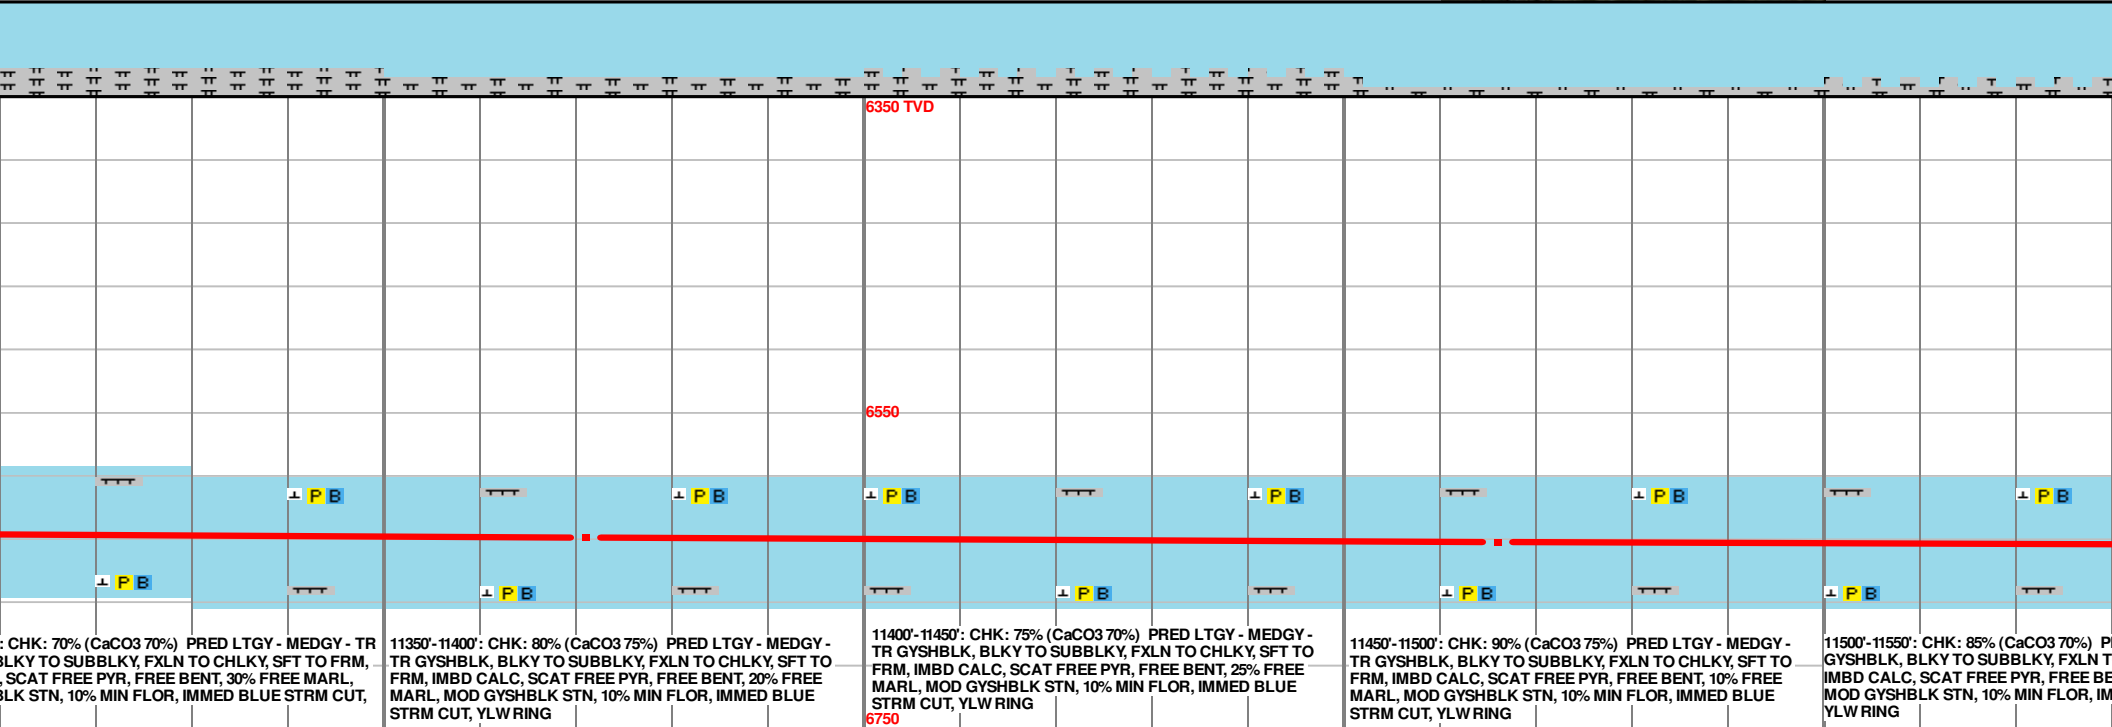 6350 TVD
6550
P B
P B
P B
P B
P B
P B
P B
P B
P B
P B
P B
: CHK: 70% (CaCO3 70%) PRED LTGY - MEDGY - TR
BLKY TO SUBBLKY, FXLN TO CHLKY, SFT TO FRM,
, SCAT FREE PYR, FREE BENT, 30% FREE MARL,
BLK STN, 10% MIN FLOR, IMMED BLUE STRM CUT,
11350'-11400': CHK: 80% (CaCO3 75%) PRED LTGY - MEDGY -
TR GYSHBLK, BLKY TO SUBBLKY, FXLN TO CHLKY, SFT TO
FRM, IMBD CALC, SCAT FREE PYR, FREE BENT, 20% FREE
MARL, MOD GYSHBLK STN, 10% MIN FLOR, IMMED BLUE
STRM CUT, YLW RING
11400'-11450': CHK: 75% (CaCO3 70%) PRED LTGY - MEDGY -
TR GYSHBLK, BLKY TO SUBBLKY, FXLN TO CHLKY, SFT TO
FRM, IMBD CALC, SCAT FREE PYR, FREE BENT, 25% FREE
MARL, MOD GYSHBLK STN, 10% MIN FLOR, IMMED BLUE
STRM CUT, YLW RING
11450'-11500': CHK: 90% (CaCO3 75%) PRED LTGY - MEDGY -
TR GYSHBLK, BLKY TO SUBBLKY, FXLN TO CHLKY, SFT TO
FRM, IMBD CALC, SCAT FREE PYR, FREE BENT, 10% FREE
MARL, MOD GYSHBLK STN, 10% MIN FLOR, IMMED BLUE
STRM CUT, YLW RING
11500'-11550': CHK: 85% (CaCO3 70%) P
GYSHBLK, BLKY TO SUBBLKY, FXLN T
IMBD CALC, SCAT FREE PYR, FREE BE
MOD GYSHBLK STN, 10% MIN FLOR, IM
YLW RING
6750